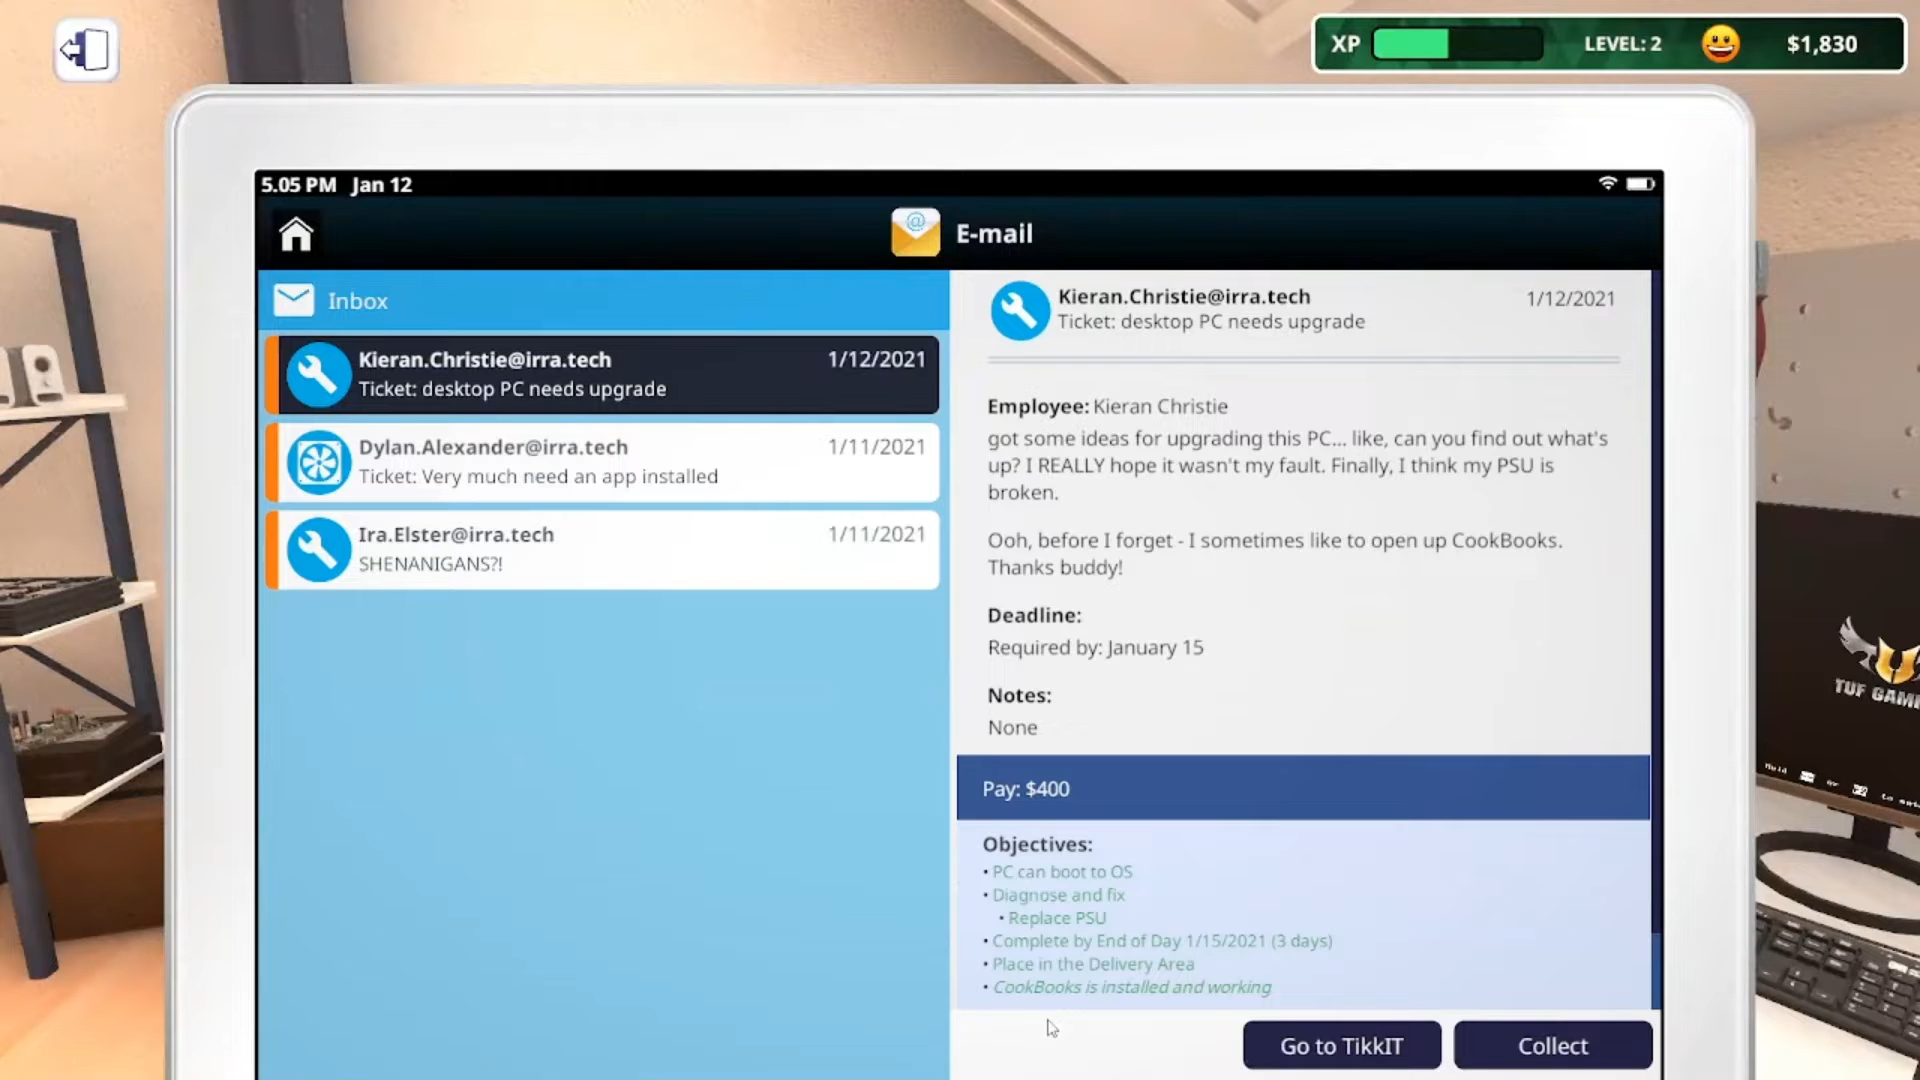 XP
LEVEL: 2
$1,830
5.05 PM Jan 12
E-mail
Inbox
Kieran.Christie@irra.tech
1/12/2021
Ticket: desktop PC needs upgrade
Dylan.Alexander@irra.tech
1/11/2021
Ticket: Very much need an app installed
Ira.Elster@irra.tech
1/11/2021
SHENANIGANS?!
Kieran.Christie@irra.tech
1/12/2021
Ticket: desktop PC needs upgrade
Employee: Kieran Christie
got some ideas for upgrading this PC... like, can you find out what's
up? I REALLY hope it wasn't my fault. Finally, I think my PSU is
broken.
Ooh, before I forget - I sometimes like to open up CookBooks.
Thanks buddy!
Deadline:
Required by: January 15
Notes:
None
Pay: $400
Objectives:
• PC can boot to OS
• Diagnose and fix
• Replace PSU
• Complete by End of Day 1/15/2021 (3 days)
• Place in the Delivery Area
• CookBooks is installed and working
Go to TikkIT
Collect
TUF